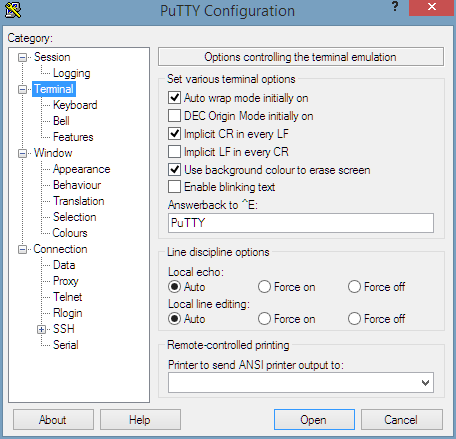 PuTTY Configuration
?
Category:
Session
Logging
Terminal
Keyboard
Bell
Features
Window
Appearance
Behaviour
Translation
Selection
Colours
Connection
Data
Proxy
Telnet
Rlogin
SSH
Serial
Options controlling the terminal emulation
Set various terminal options
Auto wrap mode initially on
DEC Origin Mode initially on
Implicit CR in every LF
Implicit LF in every CR
Use background colour to erase screen
Enable blinking text
Answerback to ^E:
PuTTY
Line discipline options
Local echo:
Auto Force on Force off
Local line editing:
Auto Force on Force off
Remote-controlled printing
Printer to send ANSI printer output to:
About Help Open Cancel